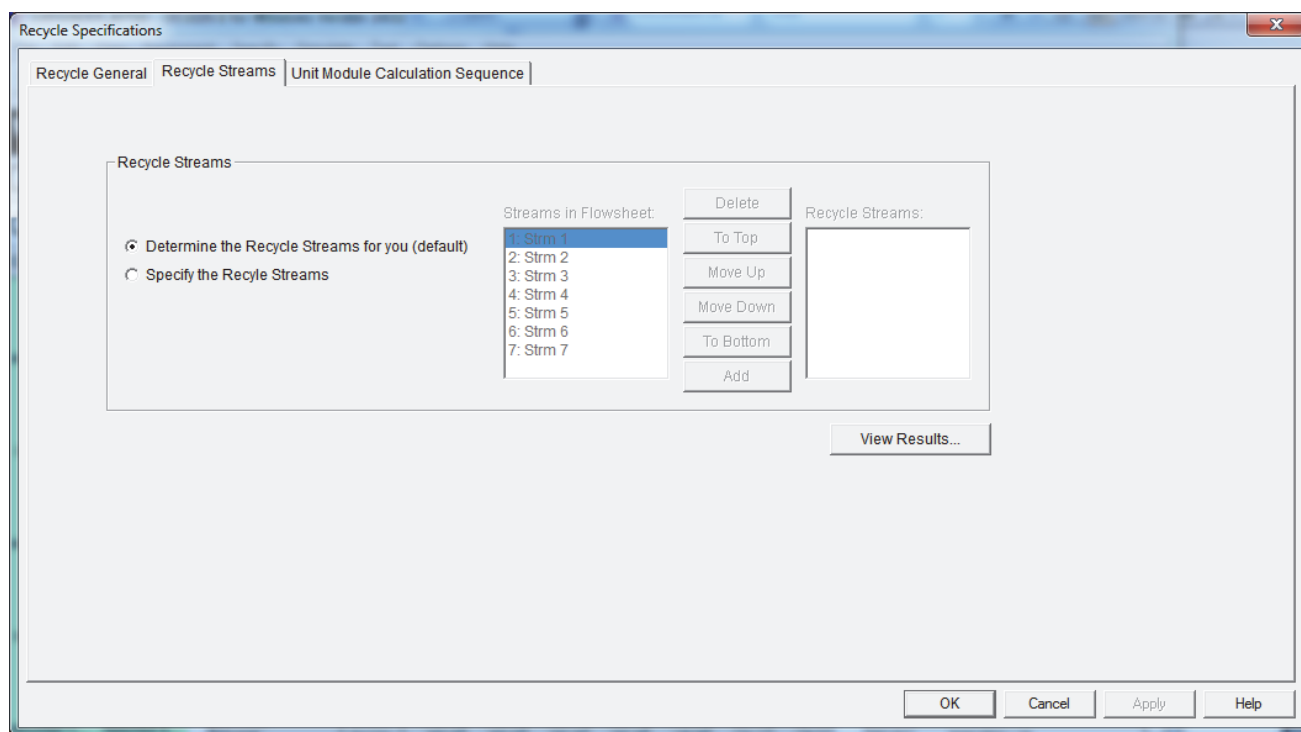 Recycle Specifications
X
Recycle General
Recycle Streams
Unit Module Calculation Sequence
Recycle Streams
Determine the Recycle Streams for you (default)
Specify the Recyle Streams
Streams in Flowsheet:
1: Strm 1
2: Strm 2
3: Strm 3
4: Strm 4
5: Strm 5
6: Strm 6
7: Strm 7
Delete
To Top
Move Up
Move Down
To Bottom
Add
Recycle Streams:
View Results...
OK
Cancel
Apply
Help